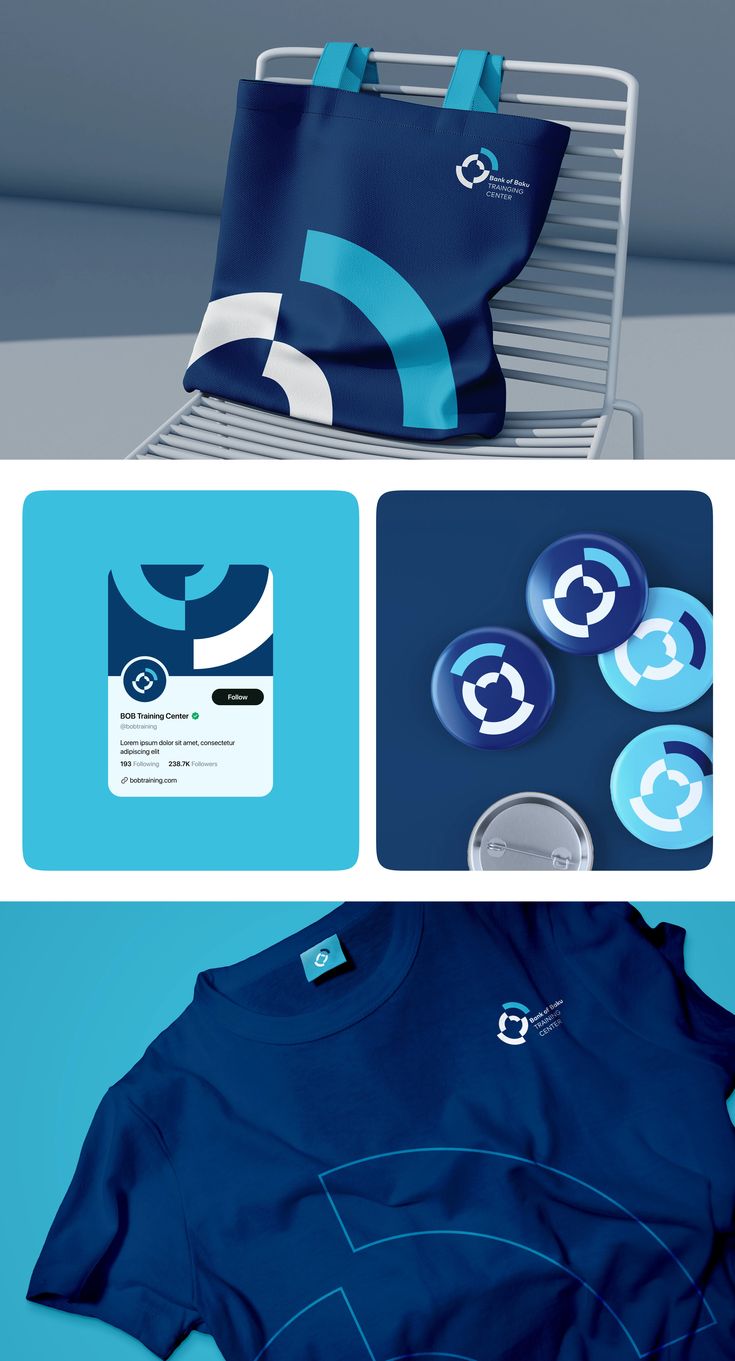 Bank of Baku
TRAINGING
CENTER
Follow
BOB Training Center
@bobtraining
Lorem ipsum dolor sit amet, consectetur
adipiscing elit
193 Following 238.7K Followers
bobtraining.com
Bank of Baku
TRAINING
CENTER